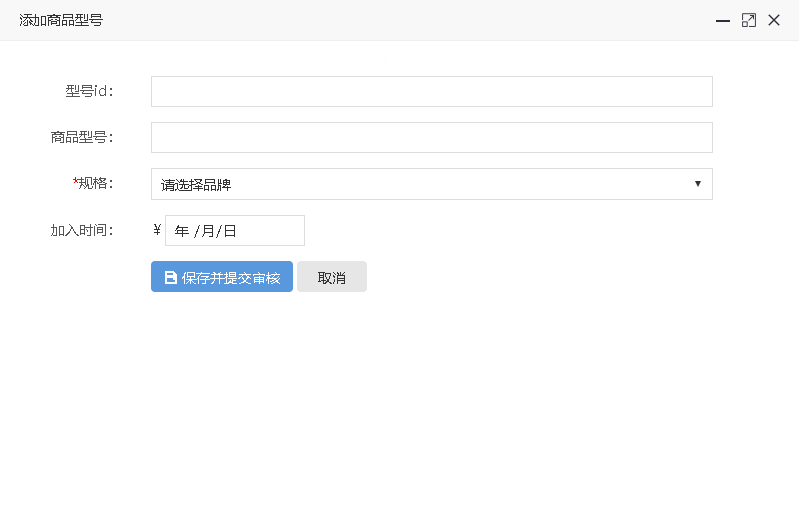 添加商品型号
型号id：
商品型号：
*规格： 请选择品牌
加入时间： ¥ 年 /月/日
保存并提交审核 取消